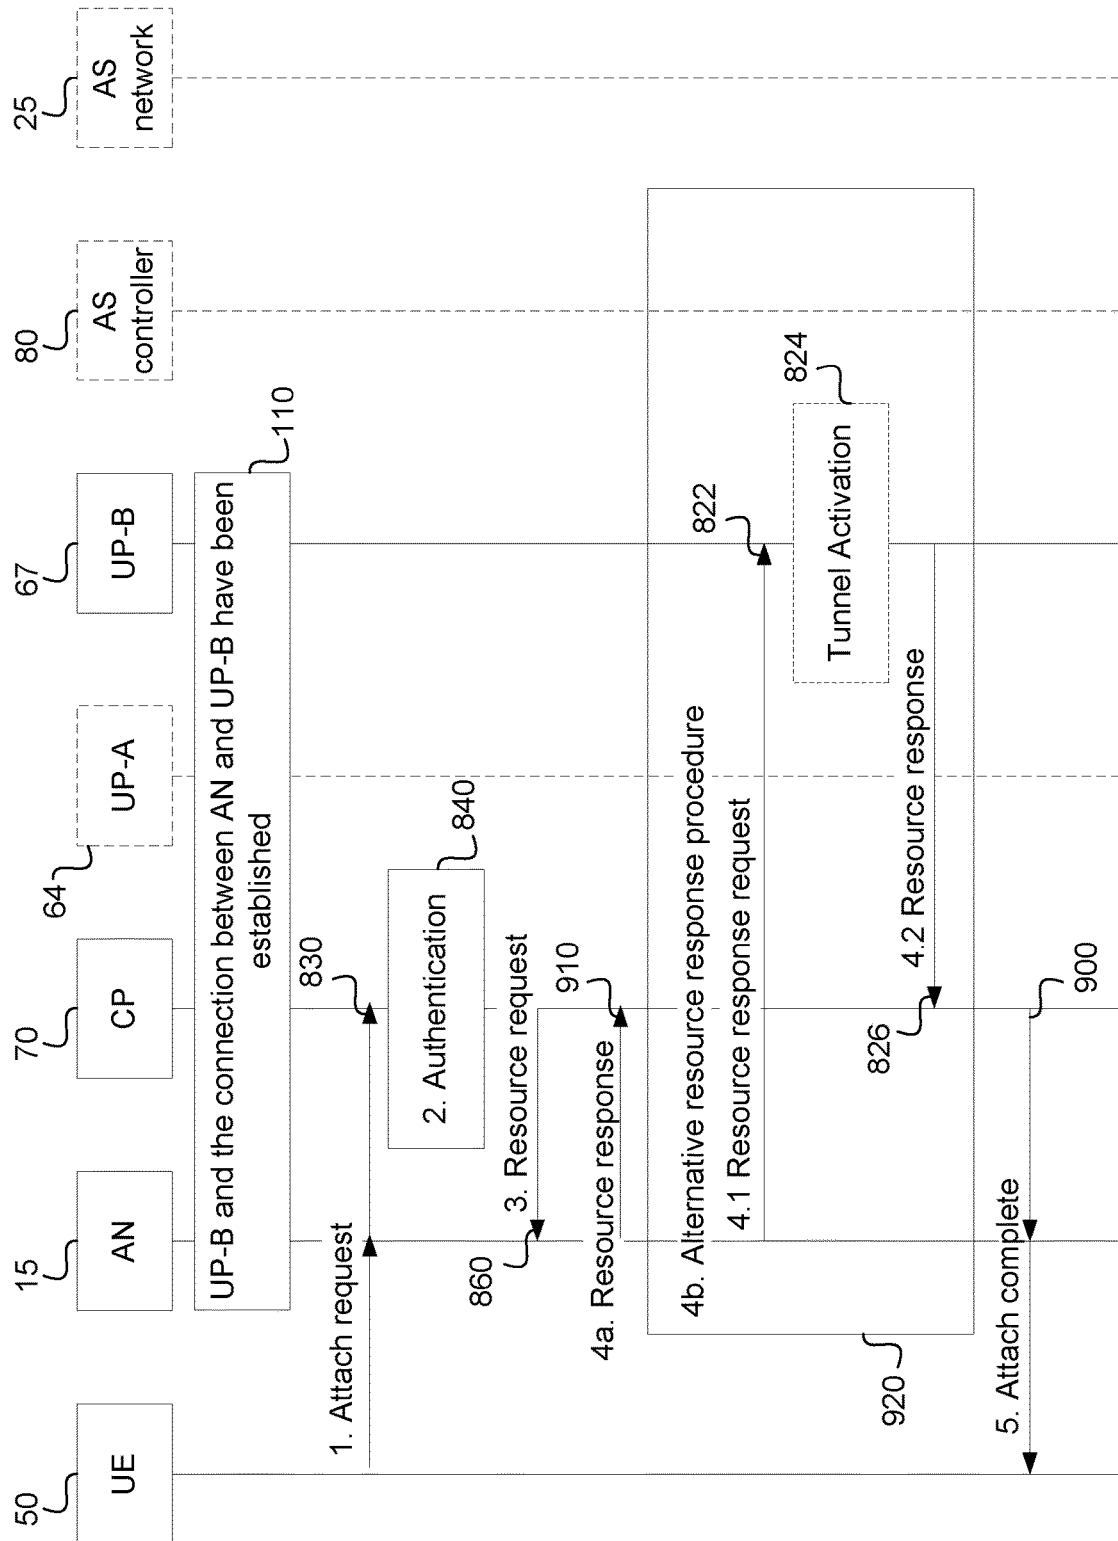 50
UE
15
AN
70
CP
64
UP-A
67
UP-B
80
AS
controller
25
AS
network
UP-B and the connection between AN and UP-B have been
established
110
1. Attach request
830
2. Authentication
840
3. Resource request
860
4a. Resource response
910
4b. Alternative resource response procedure
4.1 Resource response request
822
Tunnel Activation
824
4.2 Resource response
826
920
5. Attach complete
900